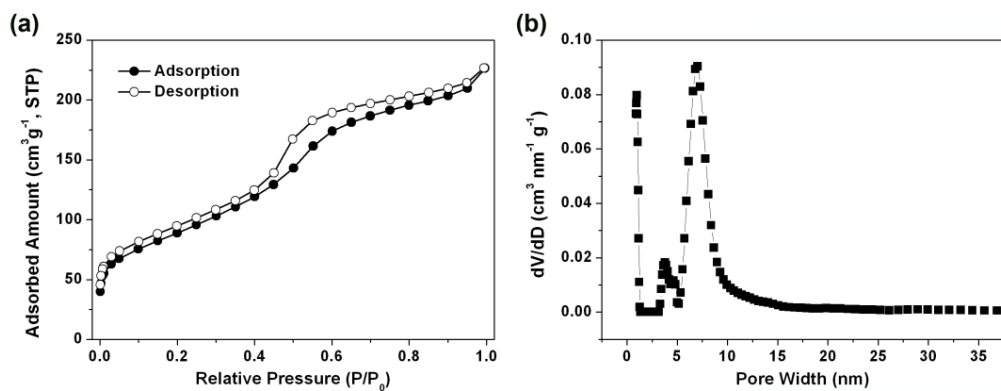 (a)
250
200
150
100
50
0
Adsorbed Amount (cm³g⁻¹, STP)
Adsorption
Desorption
0.0 0.2 0.4 0.6 0.8 1.0
Relative Pressure (P/P₀)
(b)
0.10
0.08
0.06
0.04
0.02
0.00
dV/dD (cm³ nm⁻¹ g⁻¹)
0 5 10 15 20 25 30 35
Pore Width (nm)